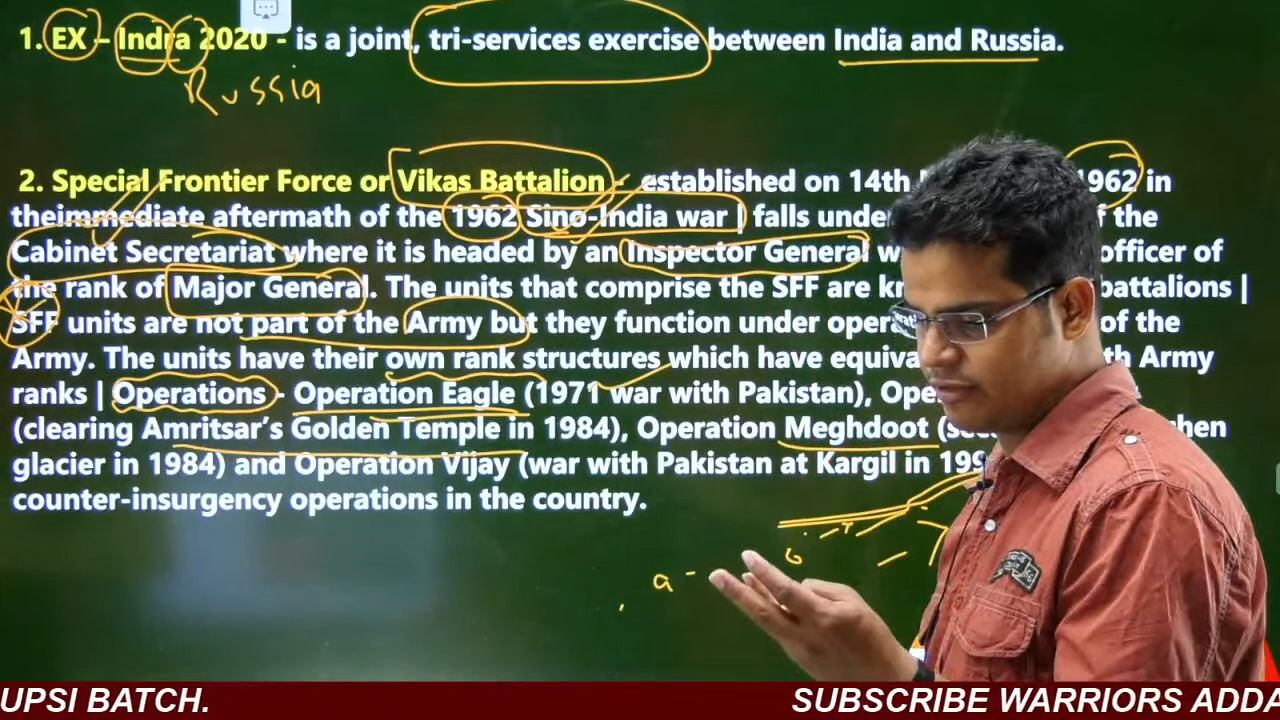 1. EX – Indra 2020 - is a joint, tri-services exercise between India and Russia.
Russia
2. Special Frontier Force or Vikas Battalion - established on 14th 1962 in
theimmediate aftermath of the 1962 Sino-India war | falls under of the
Cabinet Secretariat where it is headed by an Inspector General officer of
the rank of Major General. The units that comprise the SFF are battalions |
SFF units are not part of the Army but they function under of the
Army. The units have their own rank structures which have Army
ranks | Operations - Operation Eagle (1971 war with Pakistan),
(clearing Amritsar’s Golden Temple in 1984), Operation Meghdoot
glacier in 1984) and Operation Vijay (war with Pakistan at Kargil in
counter-insurgency operations in the country.
a -
UPSI BATCH. SUBSCRIBE WARRIORS ADDA